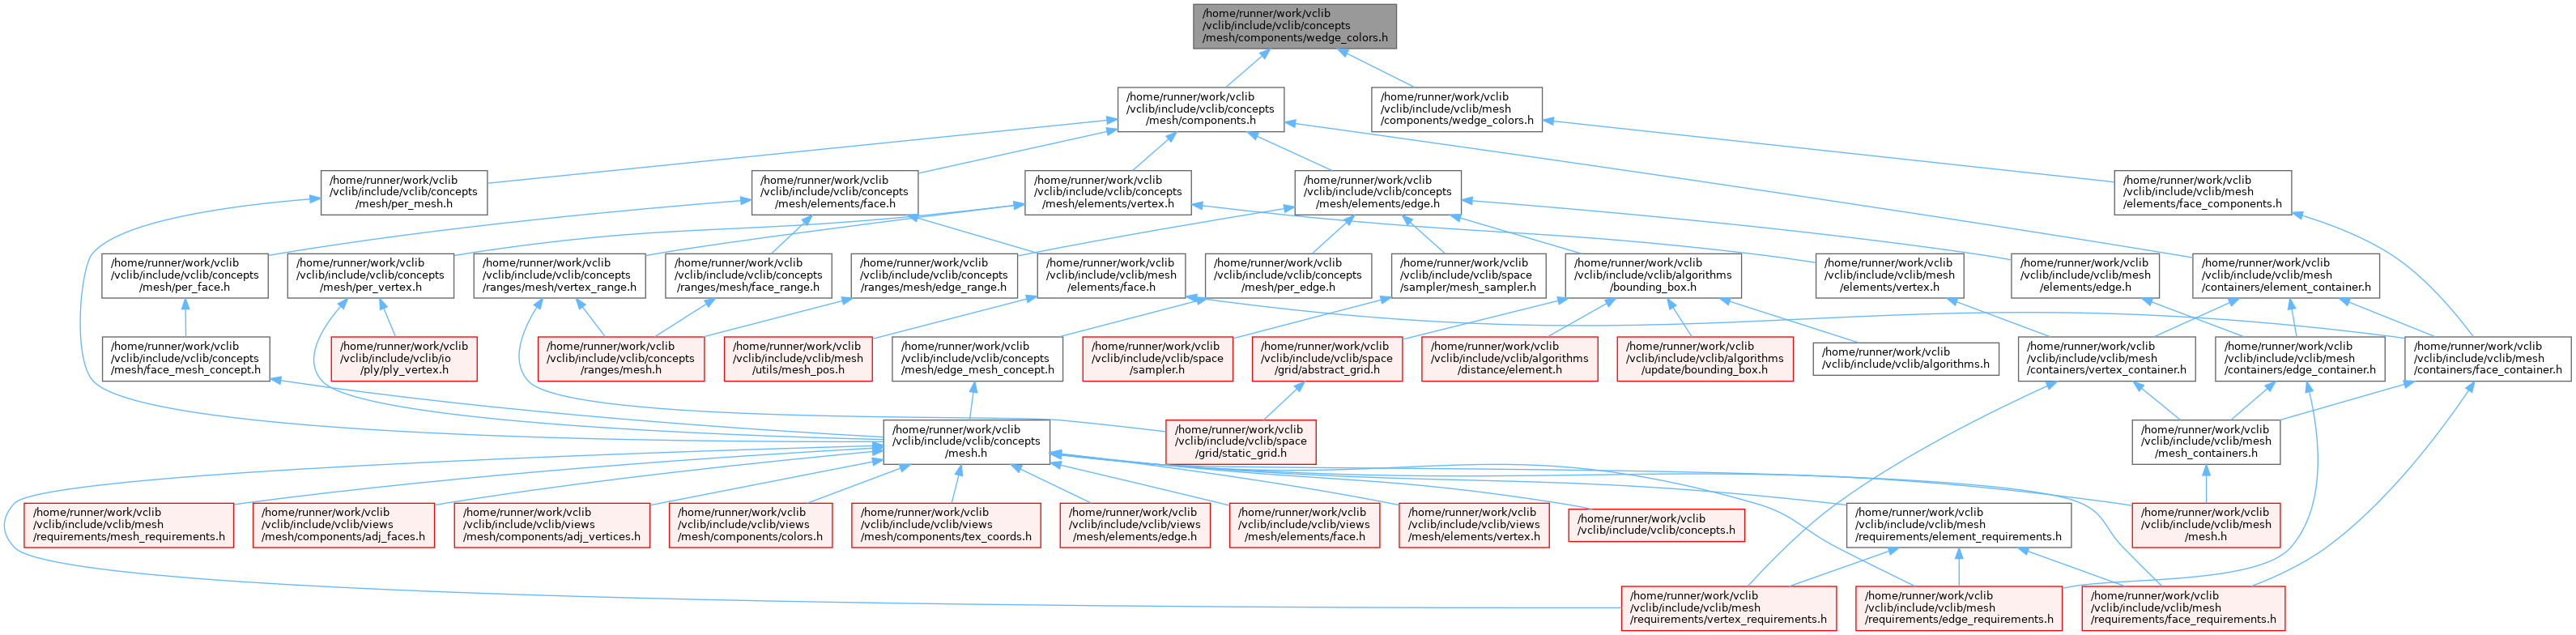 /home/runner/work/vclib
/vclib/include/vclib/concepts
/mesh/components/wedge_colors.h
/home/runner/work/vclib
/vclib/include/vclib/concepts
/mesh/components.h
/home/runner/work/vclib
/vclib/include/vclib/mesh
/components/wedge_colors.h
/home/runner/work/vclib
/vclib/include/vclib/concepts
/mesh/per_mesh.h
/home/runner/work/vclib
/vclib/include/vclib/concepts
/mesh/elements/face.h
/home/runner/work/vclib
/vclib/include/vclib/concepts
/mesh/elements/vertex.h
/home/runner/work/vclib
/vclib/include/vclib/concepts
/mesh/elements/edge.h
/home/runner/work/vclib
/vclib/include/vclib/mesh
/elements/face_components.h
/home/runner/work/vclib
/vclib/include/vclib/concepts
/mesh/per_face.h
/home/runner/work/vclib
/vclib/include/vclib/concepts
/mesh/per_vertex.h
/home/runner/work/vclib
/vclib/include/vclib/concepts
/ranges/mesh/vertex_range.h
/home/runner/work/vclib
/vclib/include/vclib/concepts
/ranges/mesh/face_range.h
/home/runner/work/vclib
/vclib/include/vclib/concepts
/ranges/mesh/edge_range.h
/home/runner/work/vclib
/vclib/include/vclib/mesh
/elements/face.h
/home/runner/work/vclib
/vclib/include/vclib/concepts
/mesh/per_edge.h
/home/runner/work/vclib
/vclib/include/vclib/space
/sampler/mesh_sampler.h
/home/runner/work/vclib
/vclib/include/vclib/algorithms
/bounding_box.h
/home/runner/work/vclib
/vclib/include/vclib/mesh
/elements/vertex.h
/home/runner/work/vclib
/vclib/include/vclib/mesh
/elements/edge.h
/home/runner/work/vclib
/vclib/include/vclib/mesh
/containers/element_container.h
/home/runner/work/vclib
/vclib/include/vclib/concepts
/mesh/face_mesh_concept.h
/home/runner/work/vclib
/vclib/include/vclib/io
/ply/ply_vertex.h
/home/runner/work/vclib
/vclib/include/vclib/concepts
/ranges/mesh.h
/home/runner/work/vclib
/vclib/include/vclib/mesh
/utils/mesh_pos.h
/home/runner/work/vclib
/vclib/include/vclib/concepts
/mesh/edge_mesh_concept.h
/home/runner/work/vclib
/vclib/include/vclib/space
/sampler.h
/home/runner/work/vclib
/vclib/include/vclib/space
/grid/abstract_grid.h
/home/runner/work/vclib
/vclib/include/vclib/algorithms
/distance/element.h
/home/runner/work/vclib
/vclib/include/vclib/algorithms
/update/bounding_box.h
/home/runner/work/vclib
/vclib/include/vclib/algorithms.h
/home/runner/work/vclib
/vclib/include/vclib/mesh
/containers/vertex_container.h
/home/runner/work/vclib
/vclib/include/vclib/mesh
/containers/edge_container.h
/home/runner/work/vclib
/vclib/include/vclib/mesh
/containers/face_container.h
/home/runner/work/vclib
/vclib/include/vclib/concepts
/mesh.h
/home/runner/work/vclib
/vclib/include/vclib/space
/grid/static_grid.h
/home/runner/work/vclib
/vclib/include/vclib/mesh
/mesh_containers.h
/home/runner/work/vclib
/vclib/include/vclib/mesh
/requirements/mesh_requirements.h
/home/runner/work/vclib
/vclib/include/vclib/views
/mesh/components/adj_faces.h
/home/runner/work/vclib
/vclib/include/vclib/views
/mesh/components/adj_vertices.h
/home/runner/work/vclib
/vclib/include/vclib/views
/mesh/components/colors.h
/home/runner/work/vclib
/vclib/include/vclib/views
/mesh/components/tex_coords.h
/home/runner/work/vclib
/vclib/include/vclib/views
/mesh/elements/edge.h
/home/runner/work/vclib
/vclib/include/vclib/views
/mesh/elements/face.h
/home/runner/work/vclib
/vclib/include/vclib/views
/mesh/elements/vertex.h
/home/runner/work/vclib
/vclib/include/vclib/concepts.h
/home/runner/work/vclib
/vclib/include/vclib/mesh
/requirements/element_requirements.h
/home/runner/work/vclib
/vclib/include/vclib/mesh
/mesh.h
/home/runner/work/vclib
/vclib/include/vclib/mesh
/requirements/vertex_requirements.h
/home/runner/work/vclib
/vclib/include/vclib/mesh
/requirements/edge_requirements.h
/home/runner/work/vclib
/vclib/include/vclib/mesh
/requirements/face_requirements.h